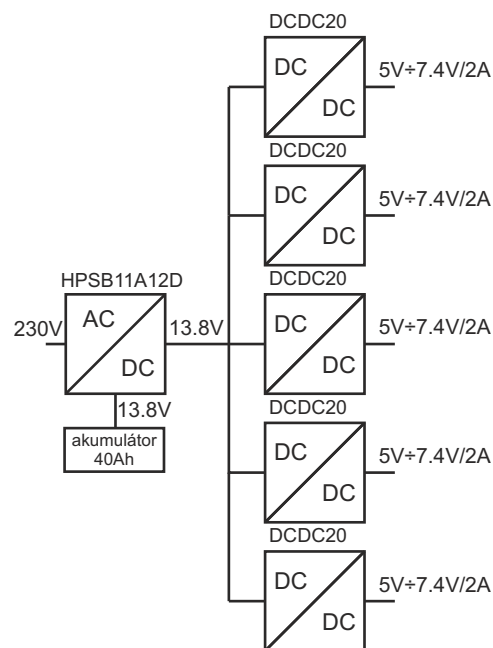 DCDC20
DC
DC
5V÷7.4V/2A
DCDC20
DC
DC
5V÷7.4V/2A
HPSB11A12D
230V
AC
DC
13.8V
13.8V
akumulátor
40Ah
DCDC20
DC
DC
5V÷7.4V/2A
DCDC20
DC
DC
5V÷7.4V/2A
DCDC20
DC
DC
5V÷7.4V/2A